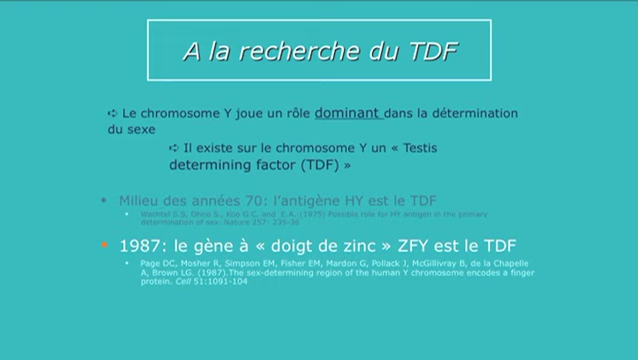 A la recherche du TDF
➪ Le chromosome Y joue un rôle dominant dans la détermination
du sexe
➪ Il existe sur le chromosome Y un « Testis
determining factor (TDF) »
• Milieu des années 70: l’antigène HY est le TDF
• Wachtel S.S, Ohno S., Koo G.C. and E.A. (1975) Possible role for HY antigen in the primary
determination of sex. Nature 257: 235-36
• 1987: le gène à « doigt de zinc » ZFY est le TDF
• Page DC, Mosher R, Simpson EM, Fisher EM, Mardon G, Pollack J, McGillivray B, de la Chapelle
A, Brown LG. (1987).The sex-determining region of the human Y chromosome encodes a finger
protein. Cell 51:1091-104